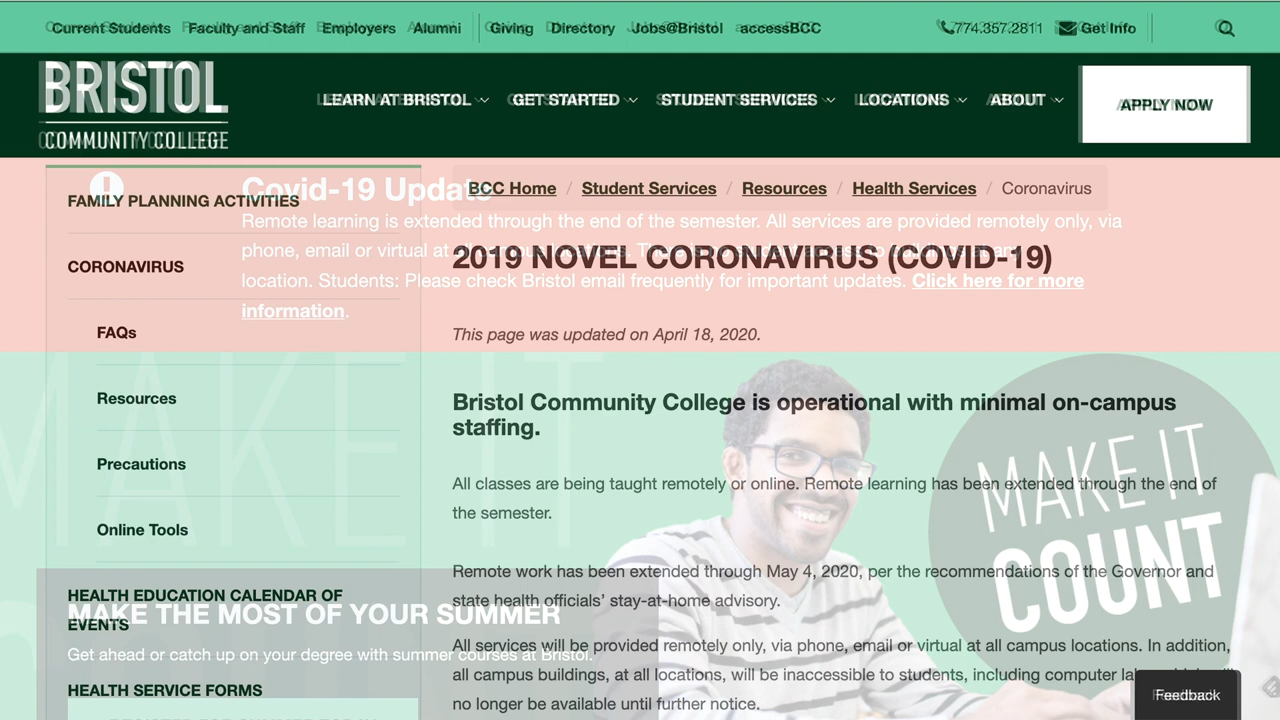 Current Students Faculty and Staff Employers Alumni Giving Directory Jobs@Bristol accessBCC 774.357.2811 Get Info
BRISTOL
COMMUNITY COLLEGE
LEARN AT BRISTOL GET STARTED STUDENT SERVICES LOCATIONS ABOUT APPLY NOW
Covid-19 Update
Remote learning is extended through the end of the semester. All services are provided remotely only, via
phone, email or virtual at all campus locations.
location. Students: Please check Bristol email frequently for important updates. Click here for more
information.
FAMILY PLANNING ACTIVITIES
CORONAVIRUS
FAQs
Resources
Precautions
Online Tools
HEALTH EDUCATION CALENDAR OF
EVENTS
HEALTH SERVICE FORMS
BCC Home / Student Services / Resources / Health Services / Coronavirus
2019 NOVEL CORONAVIRUS (COVID-19)
This page was updated on April 18, 2020.
Bristol Community College is operational with minimal on-campus
staffing.
All classes are being taught remotely or online. Remote learning has been extended through the end of
the semester.
Remote work has been extended through May 4, 2020, per the recommendations of the Governor and
state health officials' stay-at-home advisory.
All services will be provided remotely only, via phone, email or virtual at all campus locations. In addition,
all campus buildings, at all locations, will be inaccessible to students, including computer
no longer be available until further notice.
MAKE IT
MAKE THE MOST OF YOUR SUMMER
Get ahead or catch up on your degree with summer courses at Bristol.
MAKE IT
COUNT
Feedback